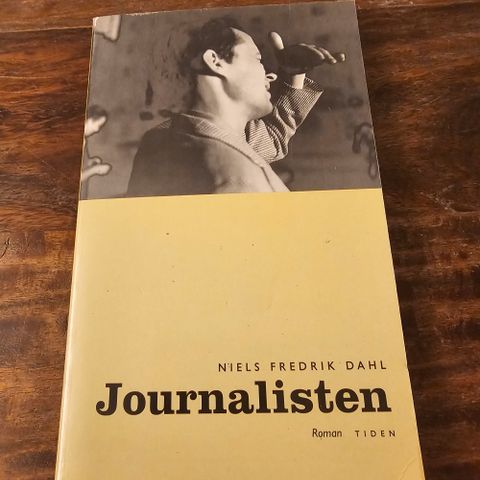 NIELS FREDRIK DAHL
Journalisten
Roman TIDEN